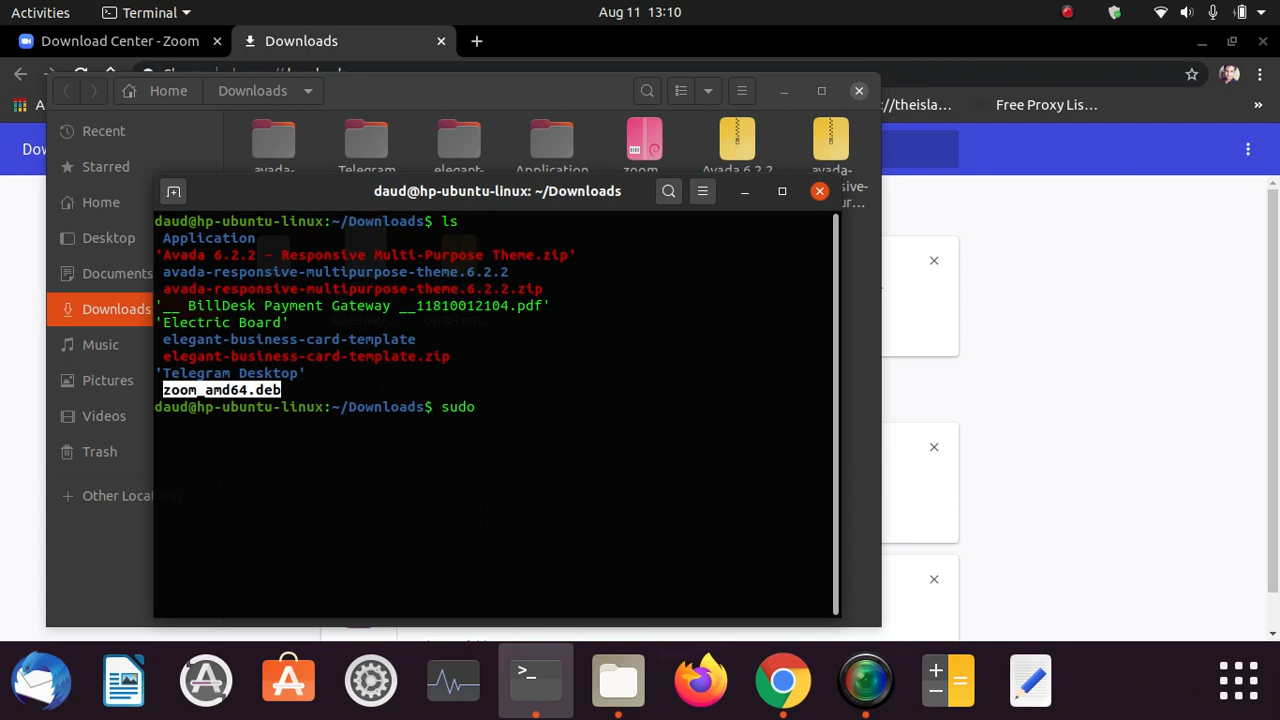 Activities Terminal Aug 11 13:10
Download Center - Zoom Downloads
Home Downloads
://theisla... Free Proxy Lis... »
Recent
Starred
Home
Desktop
Documents
Downloads
Music
Pictures
Videos
Trash
Other Locations
avada- Telegram elegant- Application zoom Avada 6.2.2 avada-
daud@hp-ubuntu-linux: ~/Downloads
daud@hp-ubuntu-linux:~/Downloads$ ls
Application
'Avada 6.2.2 - Responsive Multi-Purpose Theme.zip'
avada-responsive-multipurpose-theme.6.2.2
avada-responsive-multipurpose-theme.6.2.2.zip
'__ BillDesk Payment Gateway __11810012104.pdf'
'Electric Board'
elegant-business-card-template
elegant-business-card-template.zip
'Telegram Desktop'
zoom_amd64.deb
daud@hp-ubuntu-linux:~/Downloads$ sudo